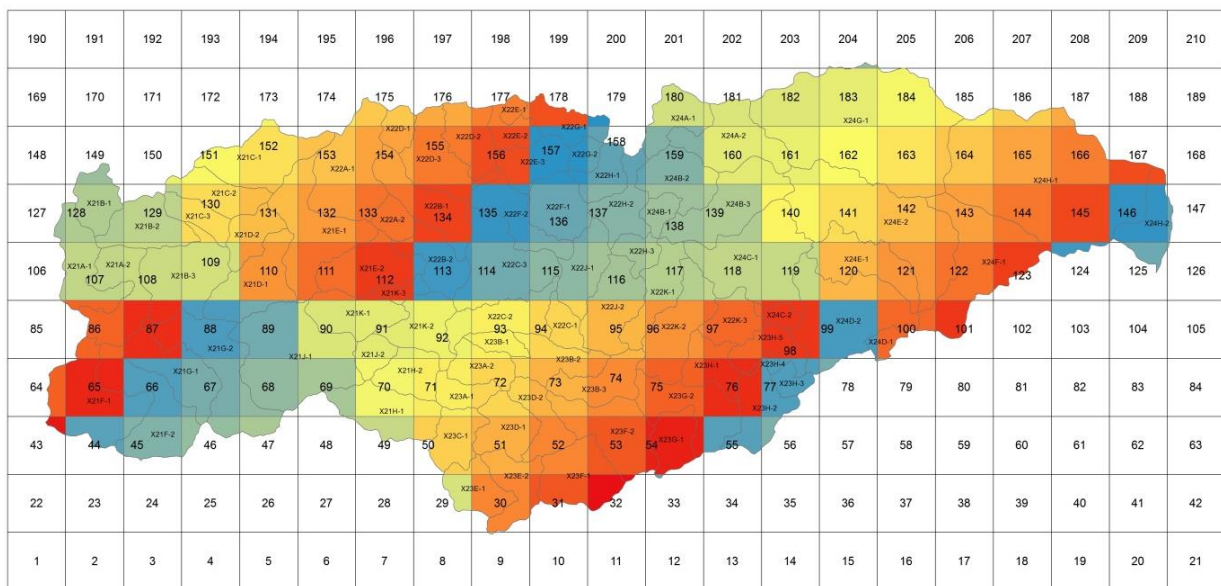 190 191 192 193 194 195 196 197 198 199 200 201 202 203 204 205 206 207 208 209 210
169 170 171 172 173 174 175 176 177 178 179 180 181 182 183 184 185 186 187 188 189
X22E-1
X22D-1 X22G-1 X24A-1 X24G-1
148 149 150 151 152 153 154 155 156 157 158 159 160 161 162 163 164 165 166 167 168
X21C-1 X22A-1 X22D-3 X22D-2 X22E-2 X22E-3 X22G-2 X24A-2
X22H-1 X24B-2 X24H-1
127 128 129 130 131 132 133 134 135 136 137 138 139 140 141 142 143 144 145 146 147
X21B-1 X21C-2 X22B-1 X22F-1 X22H-2 X24B-3
X21B-2 X21C-3 X21D-2 X21E-1 X22A-2 X22F-2 X24B-1 X24E-2 X24H-2
106 107 108 109 110 111 112 113 114 115 116 117 118 119 120 121 122 123 124 125 126
X21A-1 X21A-2 X21B-3 X21E-2 X22B-2 X22C-3 X22J-1 X22H-3 X24C-1 X24E-1 X24F-1
X21D-1 X21K-3 X22K-1
85 86 87 88 89 90 91 92 93 94 95 96 97 98 99 100 101 102 103 104 105
X21K-1 X22C-2 X22J-2 X24C-2
X21G-2 X21K-2 X23B-1 X22C-1 X22K-2 X22K-3 X23H-5 X24D-2 X24D-1
X21J-1 X21J-2 X23B-2
64 65 66 67 68 69 70 71 72 73 74 75 76 77 78 79 80 81 82 83 84
X21G-1 X21H-2 X23A-2 X23H-1 X23H-4
X21F-1 X23A-1 X23D-2 X23B-3 X23G-2 X23H-3
X21H-1 X23H-2
43 44 45 46 47 48 49 50 51 52 53 54 55 56 57 58 59 60 61 62 63
X21F-2 X23C-1 X23D-1 X23F-2 X23G-1
X23E-2 X23F-1
22 23 24 25 26 27 28 29 30 31 32 33 34 35 36 37 38 39 40 41 42
X23E-1
1 2 3 4 5 6 7 8 9 10 11 12 13 14 15 16 17 18 19 20 21